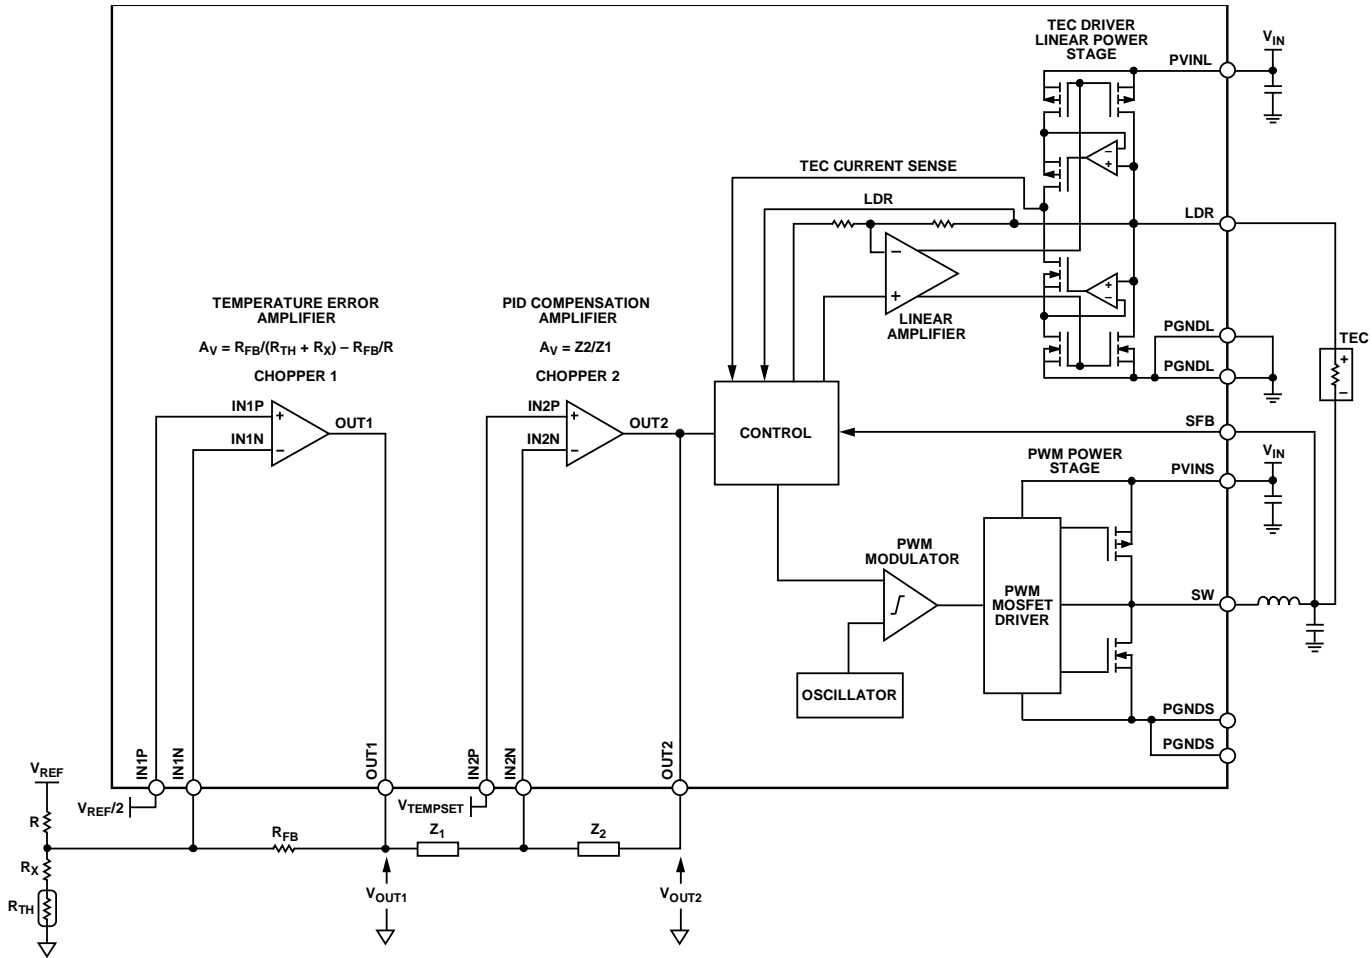 TEC DRIVER
LINEAR POWER
STAGE
VIN
PVINL
TEC CURRENT SENSE
LDR
LDR
−
+
+
−
−
+
LINEAR
AMPLIFIER
TEMPERATURE ERROR
AMPLIFIER
AV = RFB/(RTH + RX) – RFB/R
CHOPPER 1
PID COMPENSATION
AMPLIFIER
AV = Z2/Z1
CHOPPER 2
PGNDL
PGNDL
TEC
+
−
IN1P
+
OUT1
IN1N
−
IN2P
+
OUT2
IN2N
−
CONTROL
SFB
VIN
PWM POWER
STAGE
PVINS
PWM
MODULATOR
PWM
MOSFET
DRIVER
SW
OSCILLATOR
PGNDS
PGNDS
IN1P
IN1N
OUT1
IN2P
IN2N
OUT2
VREF
VREF/2
VTEMPSET
R
RFB
Z1
Z2
RX
RTH
VOUT1
VOUT2